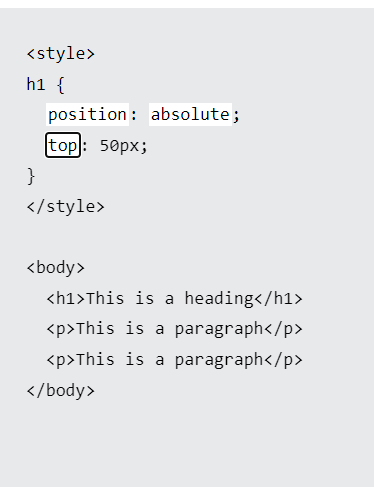 <style>
h1 {
  position: absolute;
  top: 50px;
}
</style>

<body>
  <h1>This is a heading</h1>
  <p>This is a paragraph</p>
  <p>This is a paragraph</p>
</body>